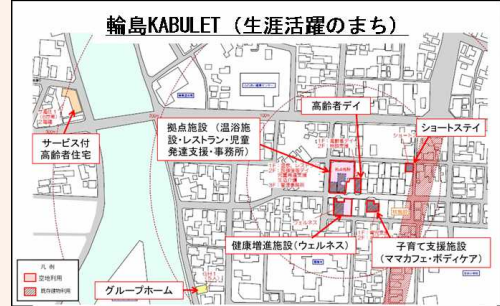 輪島KABULET（生涯活躍のまち）
高齢者デイ
拠点施設（温浴施
設・レストラン・児童
発達支援・事務所）
ショートステイ
サービス付
高齢者住宅
健康増進施設（ウェルネス）
子育て支援施設
（ママカフェ・ボディケア）
グループホーム
凡 例
空地利用
既存建物利用